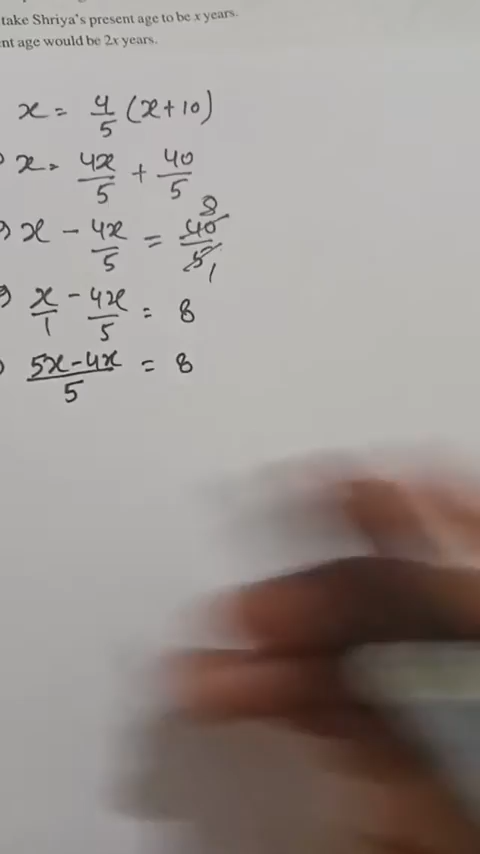 take Shriya's present age to be x years.
nt age would be 2x years.
x = 4/5 (x+10)
x = 4x/5 + 40/5
x - 4x/5 = 40/5 8 1
x/1 - 4x/5 = 8
5x-4x/5 = 8